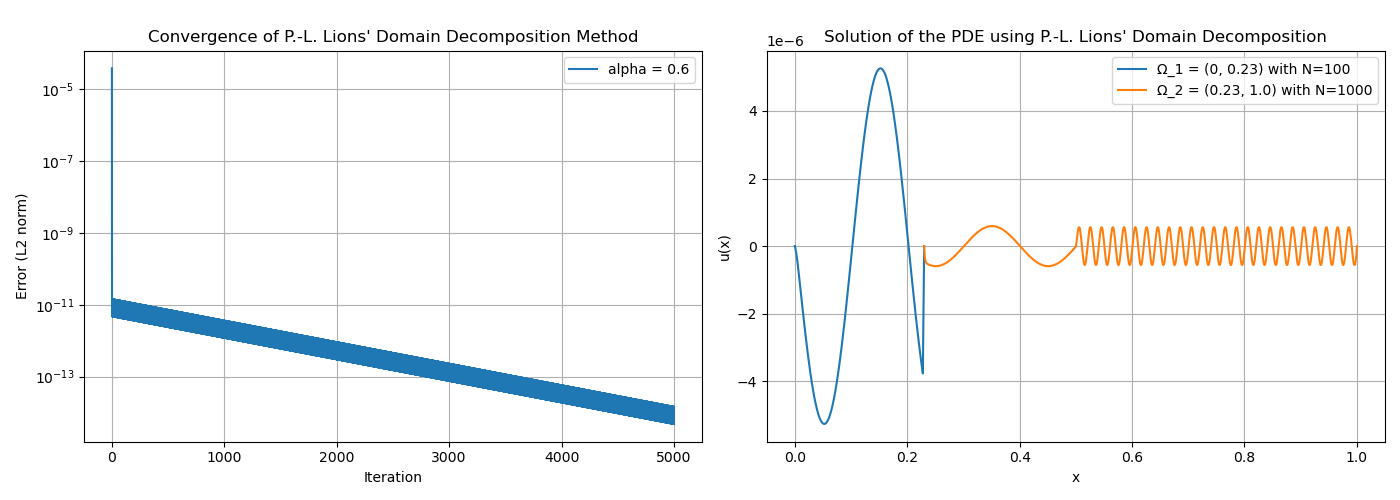 Convergence of P.-L. Lions' Domain Decomposition Method
alpha = 0.6
10⁻⁵
10⁻⁷
10⁻⁹
10⁻¹¹
10⁻¹³
Error (L2 norm)
0 1000 2000 3000 4000 5000
Iteration
Solution of the PDE using P.-L. Lions' Domain Decomposition
1e−6
Ω_1 = (0, 0.23) with N=100
Ω_2 = (0.23, 1.0) with N=1000
4
2
0
−2
−4
u(x)
0.0 0.2 0.4 0.6 0.8 1.0
x